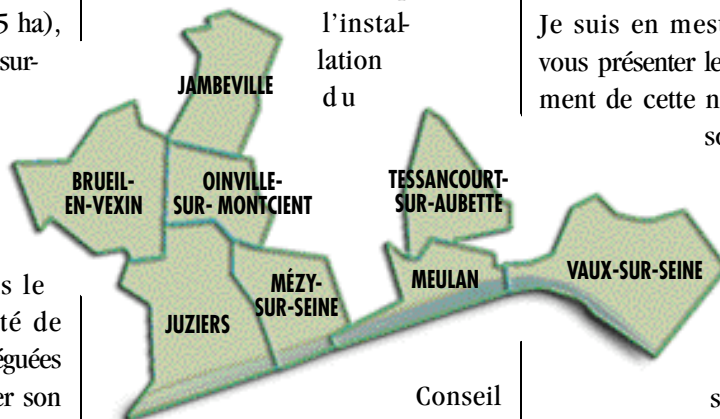 5 ha),
sur-
s le
té de
éguées
er son
l'instal-
lation
du
JAMBEVILLE
BRUEIL-
EN-VEXIN
OINVILLE-
SUR- MONTCIENT
TESSANCOURT-
SUR-AUBETTE
MÉZY-
SUR-SEINE
MEULAN
VAUX-SUR-SEINE
JUZIERS
Conseil
Je suis en mesu
vous présenter le
ment de cette n
so
s